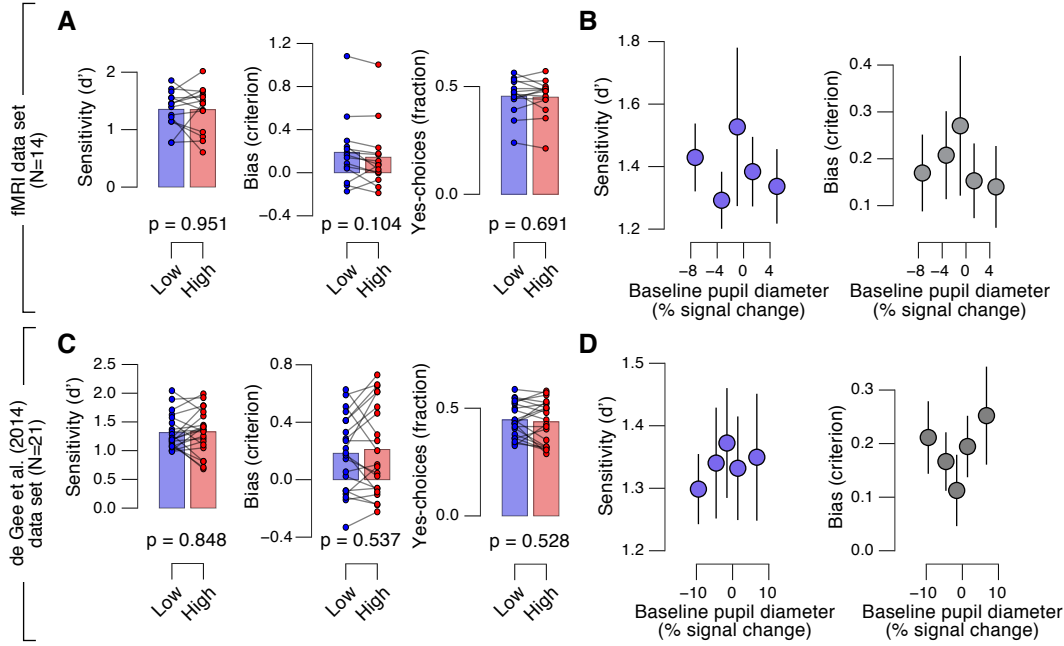 fMRI data set
(N=14)
A
Sensitivity (d')
2
1
0
p = 0.951
Low
High
Bias (criterion)
1.2
0.8
0.4
0.0
−0.4
p = 0.104
Low
High
Yes-choices (fraction)
0.5
0.0
p = 0.691
Low
High
B
Sensitivity (d')
1.8
1.6
1.4
1.2
−8
−4
0
4
Baseline pupil diameter
(% signal change)
Bias (criterion)
0.4
0.3
0.2
0.1
−8
−4
0
4
Baseline pupil diameter
(% signal change)
de Gee et al. (2014)
data set (N=21)
C
Sensitivity (d')
2.5
2.0
1.5
1.0
0.5
0.0
p = 0.848
Low
High
Bias (criterion)
0.8
0.4
0.0
−0.4
p = 0.537
Low
High
Yes-choices (fraction)
0.5
0.0
p = 0.528
Low
High
D
Sensitivity (d')
1.5
1.4
1.3
1.2
−10
0
10
Baseline pupil diameter
(% signal change)
Bias (criterion)
0.3
0.2
0.1
0.0
−10
0
10
Baseline pupil diameter
(% signal change)